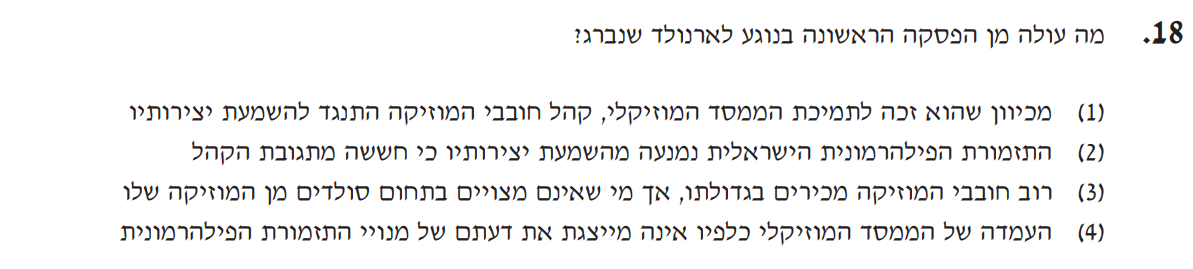 18. מה עולה מן הפסקה הראשונה בנוגע לארנולד שנברג?
(1) מכיוון שהוא זכה לתמיכת הממסד המוזיקלי, קהל חובבי המוזיקה התנגד להשמעת יצירותיו
(2) התזמורת הפילהרמונית הישראלית נמנעה מהשמעת יצירותיו כי חששה מתגובת הקהל
(3) רוב חובבי המוזיקה מכירים בגדולתו, אך מי שאינם מצויים בתחום סולדים מן המוזיקה שלו
(4) העמדה של הממסד המוזיקלי כלפיו אינה מייצגת את דעתם של מנויי התזמורת הפילהרמונית